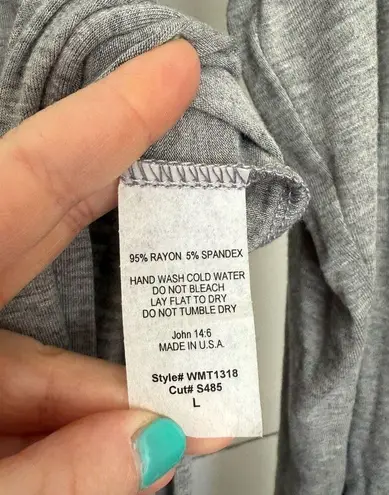 95% RAYON 5% SPANDEX
HAND WASH COLD WATER
DO NOT BLEACH
LAY FLAT TO DRY
DO NOT TUMBLE DRY
John 14:6
MADE IN U.S.A.
Style# WMT1318
Cut# S485
L